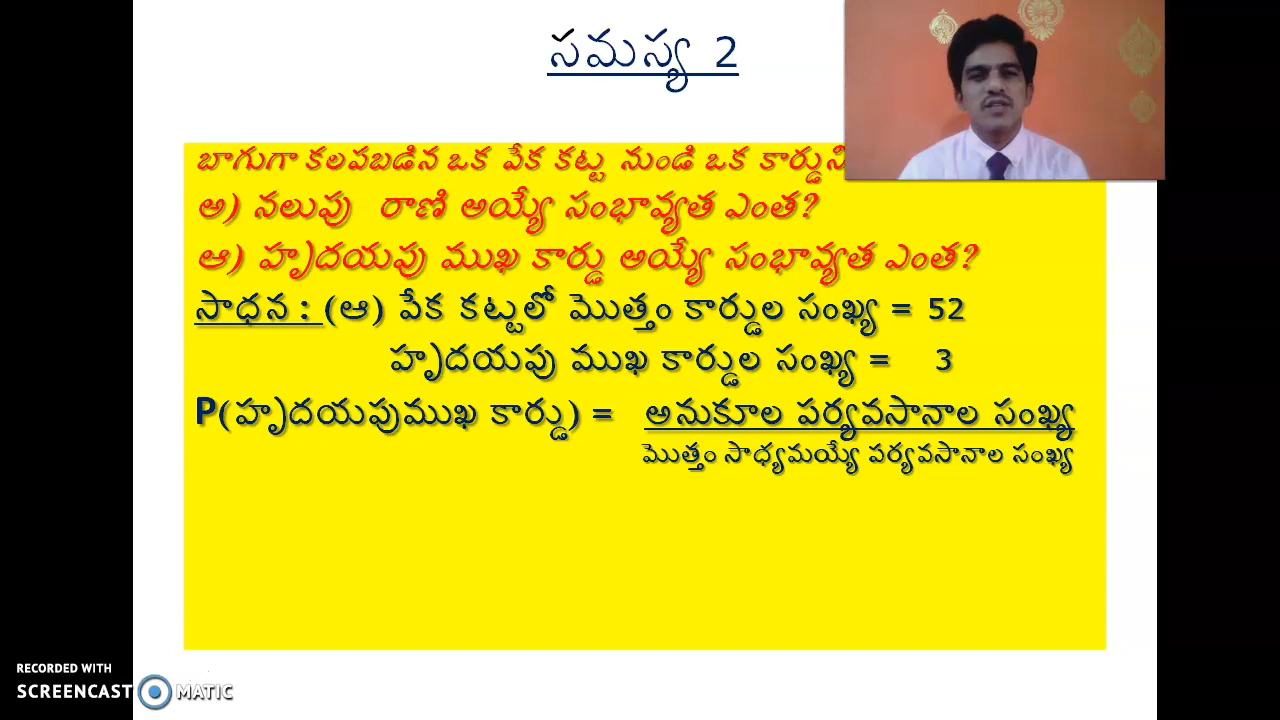 సమస్య 2
బాగుగా కలపబడిన ఒక పేక కట్ట నుండి ఒక కార్డుని
అ) నలుపు రాణి అయ్యే సంభావ్యత ఎంత?
ఆ) హృదయపు ముఖ కార్డు అయ్యే సంభావ్యత ఎంత?
సాధన : (ఆ) పేక కట్టలో మొత్తం కార్డుల సంఖ్య = 52
హృదయపు ముఖ కార్డుల సంఖ్య = 3
P(హృదయపుముఖ కార్డు) = అనుకూల పర్యవసానాల సంఖ్య
మొత్తం సాధ్యమయ్యే పర్యవసానాల సంఖ్య
RECORDED WITH
SCREENCAST MATIC